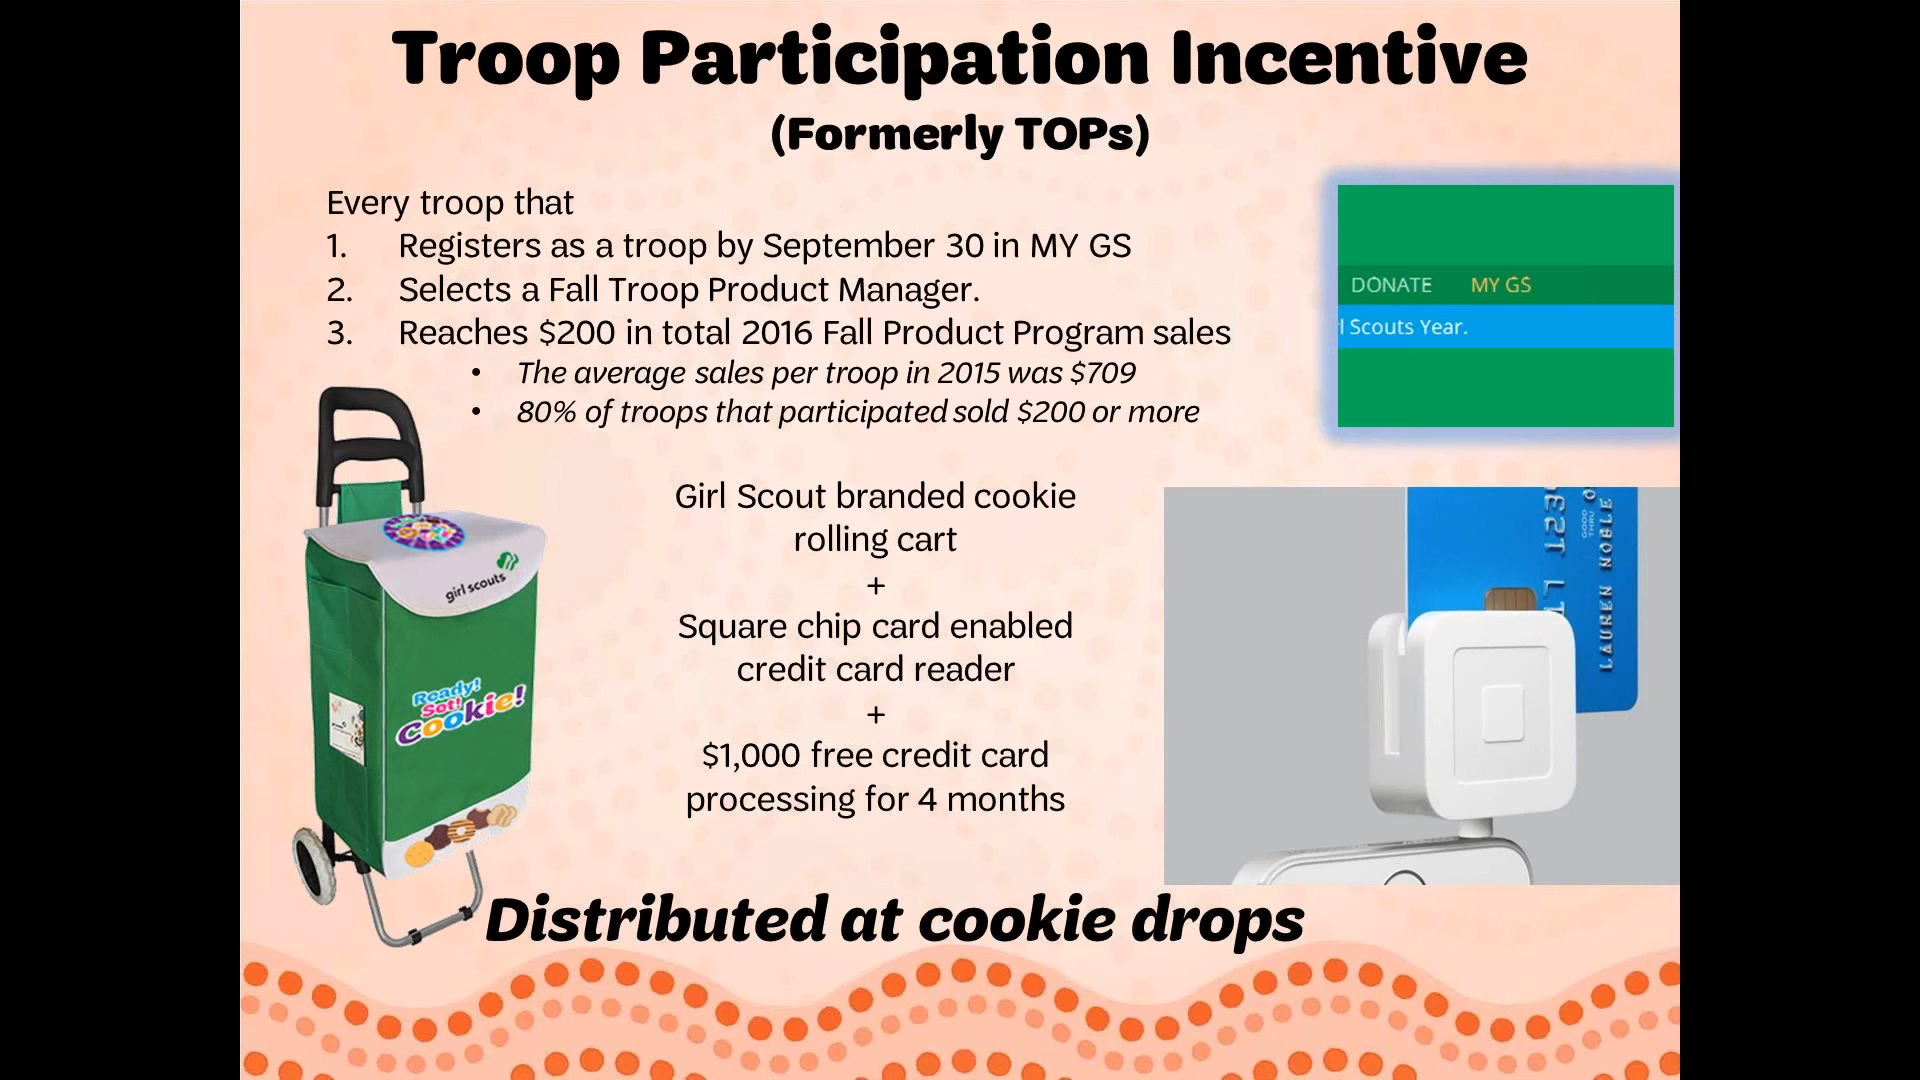 Troop Participation Incentive
(Formerly TOPs)
Every troop that
1. Registers as a troop by September 30 in MY GS
2. Selects a Fall Troop Product Manager.
3. Reaches $200 in total 2016 Fall Product Program sales
• The average sales per troop in 2015 was $709
• 80% of troops that participated sold $200 or more
DONATE MY GS
l Scouts Year.
Girl Scout branded cookie
rolling cart
+
Square chip card enabled
credit card reader
+
$1,000 free credit card
processing for 4 months
girl scouts
Ready!
Set!
Cookie!
1239
GOOD
THRU
LAUREN NOBLE
Distributed at cookie drops